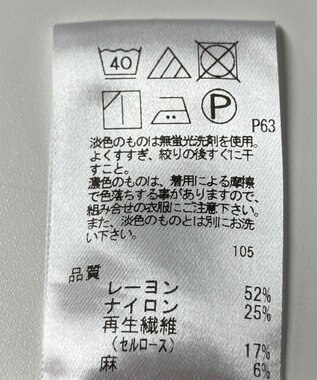 40
P
P63
淡色のものは無蛍光洗剤を使用。
よくすすぎ、絞りの後すぐに干
すこと。
濃色のものは、着用による摩擦
で色落ちする事がありますので、
組み合せの衣服にご注意下さい。
また、淡色のものとは別にお洗
い下さい。
105
品質
レーヨン 52%
ナイロン 25%
再生繊維
(セルロース) 17%
麻 6%